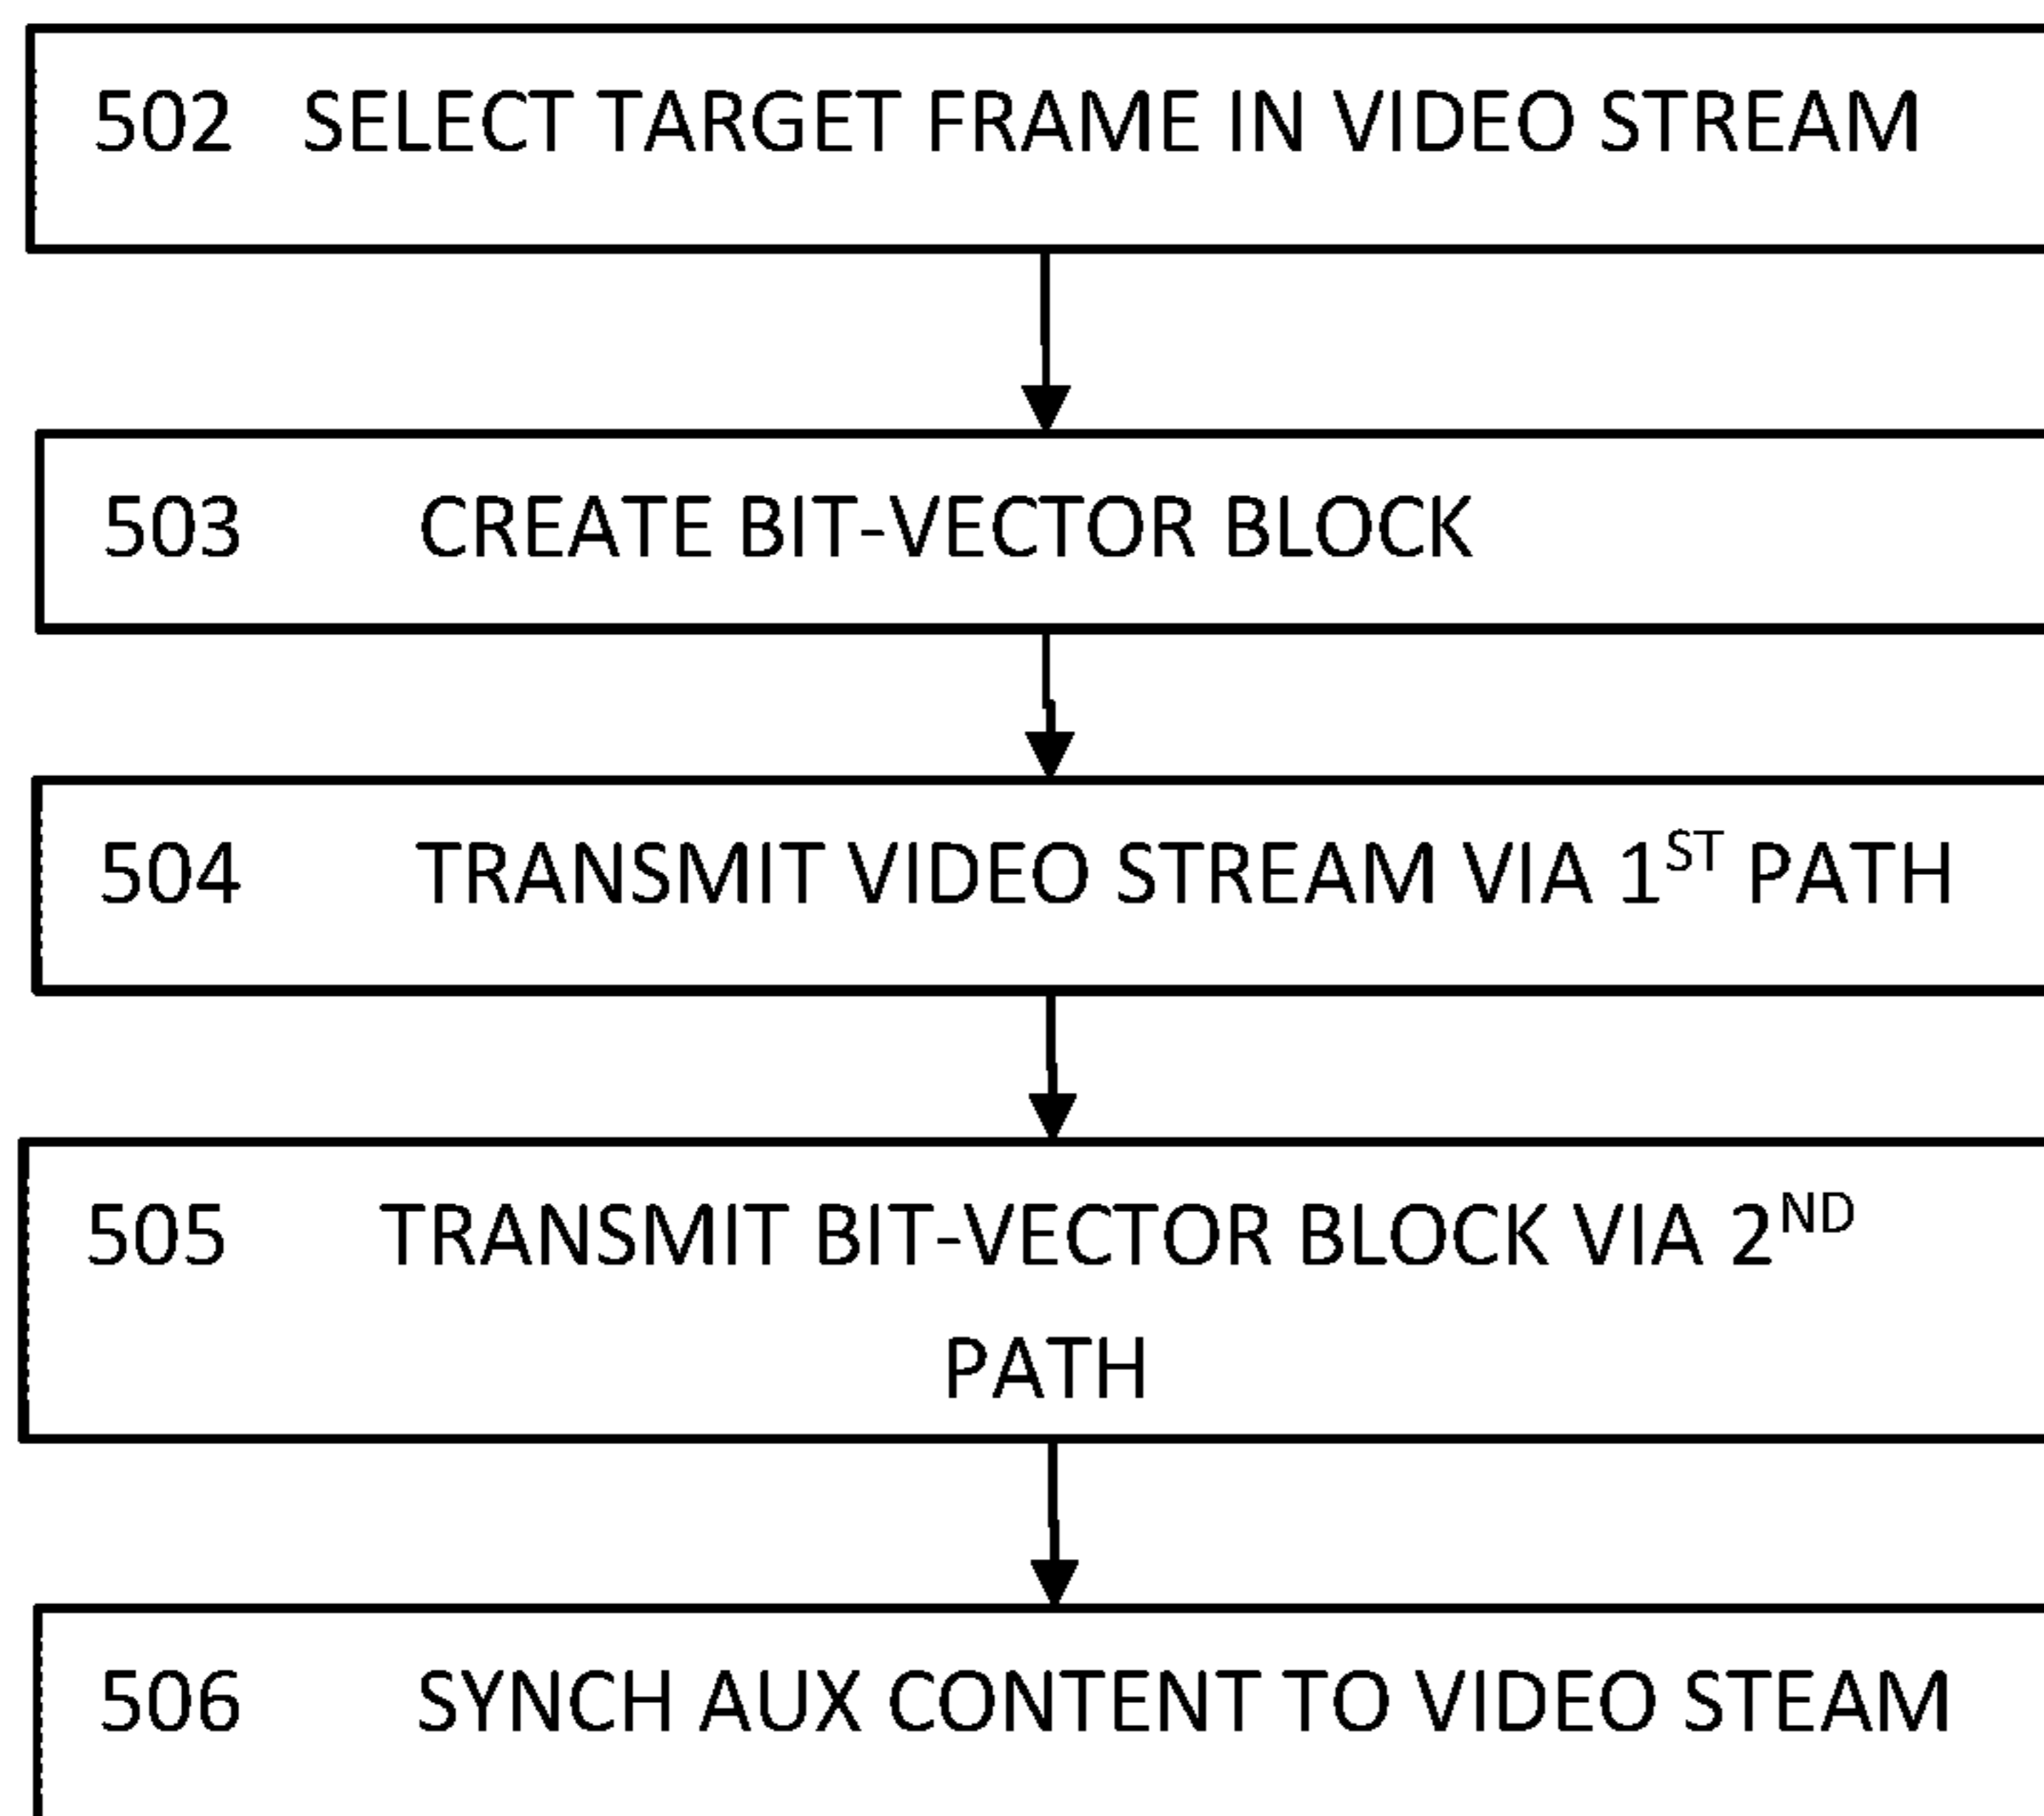 502 SELECT TARGET FRAME IN VIDEO STREAM
503 CREATE BIT-VECTOR BLOCK
504 TRANSMIT VIDEO STREAM VIA 1ST PATH
505 TRANSMIT BIT-VECTOR BLOCK VIA 2ND
PATH
506 SYNCH AUX CONTENT TO VIDEO STEAM